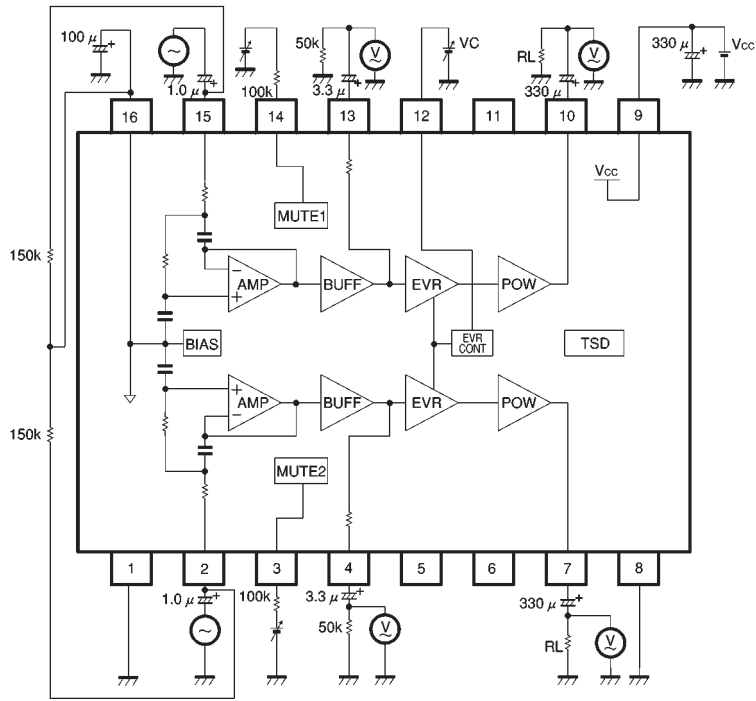 100 μ
1.0 μ
100k
50k
3.3 μ
VC
RL
330 μ
330 μ
Vcc
16
15
14
13
12
11
10
9
Vcc
MUTE1
150k
AMP
BUFF
EVR
POW
BIAS
EVR CONT
TSD
150k
AMP
BUFF
EVR
POW
MUTE2
1
2
3
4
5
6
7
8
1.0 μ
100k
3.3 μ
50k
V
330 μ
RL
V
V
V
+
+
+
+
+
+
+
+
−
+
+
−